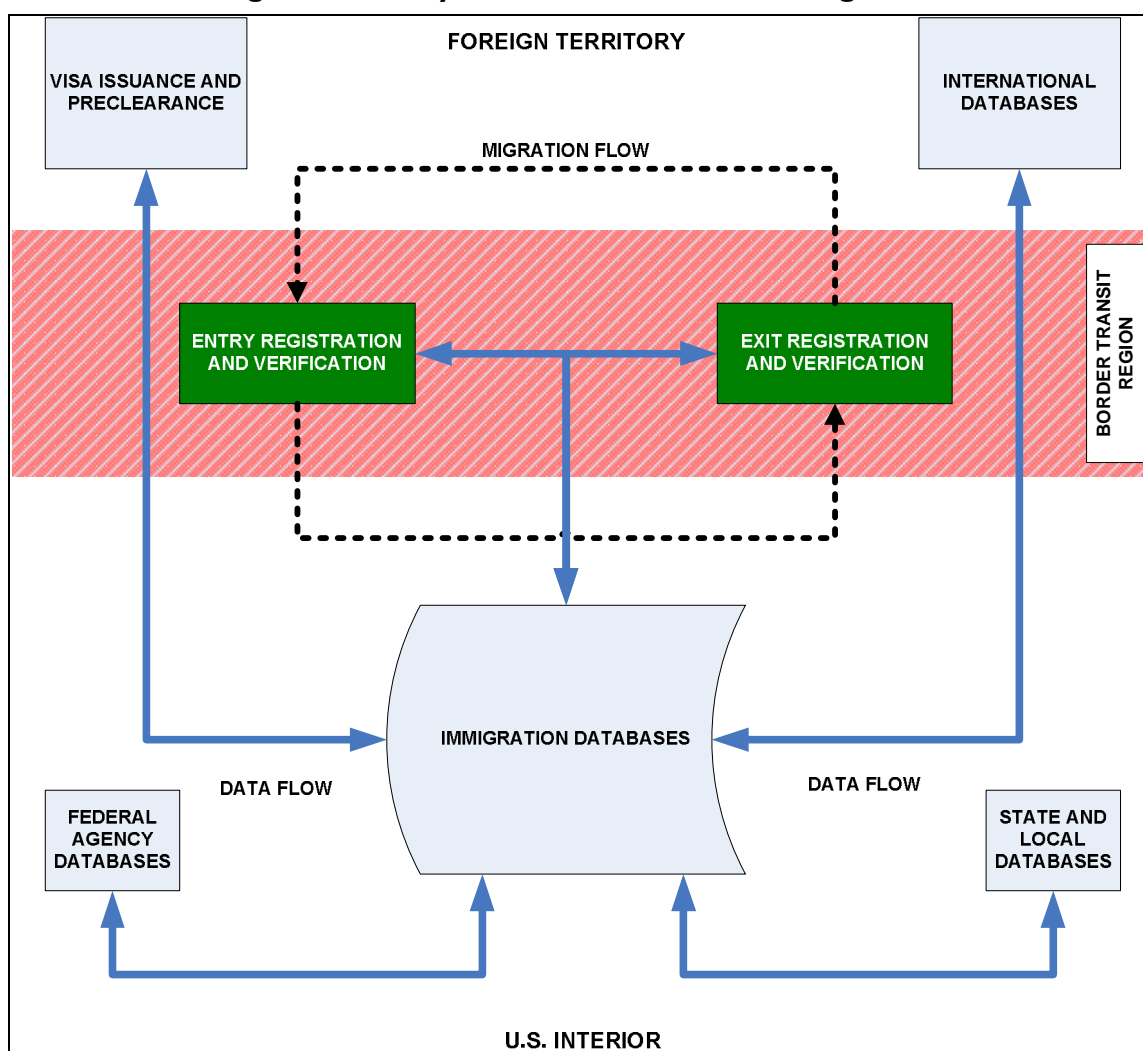 FOREIGN TERRITORY
VISA ISSUANCE AND
PRECLEARANCE
INTERNATIONAL
DATABASES
MIGRATION FLOW
ENTRY REGISTRATION
AND VERIFICATION
EXIT REGISTRATION
AND VERIFICATION
BORDER TRANSIT
REGION
IMMIGRATION DATABASES
DATA FLOW
DATA FLOW
FEDERAL
AGENCY
DATABASES
STATE AND
LOCAL
DATABASES
U.S. INTERIOR